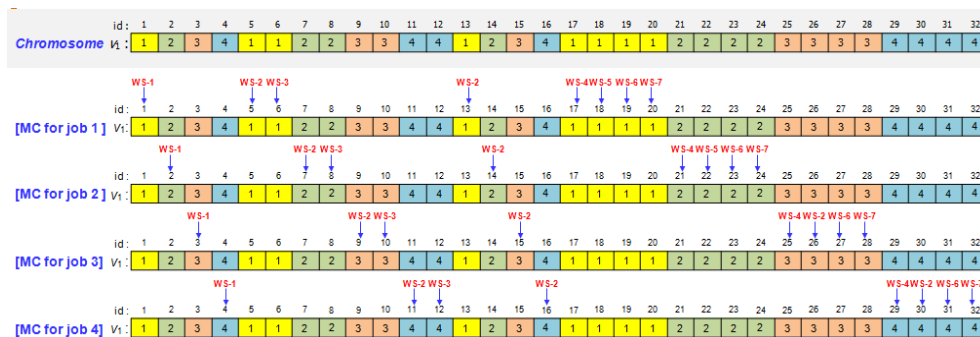 id: 1 2 3 4 5 6 7 8 9 10 11 12 13 14 15 16 17 18 19 20 21 22 23 24 25 26 27 28 29 30 31 32
Chromosome V1: 1 2 3 4 1 1 2 2 3 3 4 4 1 2 3 4 1 1 1 1 2 2 2 2 3 3 3 3 4 4 4 4
WS-1 WS-2 WS-3 WS-2 WS-4 WS-5 WS-6 WS-7
id: 1 2 3 4 5 6 7 8 9 10 11 12 13 14 15 16 17 18 19 20 21 22 23 24 25 26 27 28 29 30 31 32
[MC for job 1 ] V1: 1 2 3 4 1 1 2 2 3 3 4 4 1 2 3 4 1 1 1 1 2 2 2 2 3 3 3 3 4 4 4 4
WS-1 WS-2 WS-3 WS-2 WS-4 WS-5 WS-6 WS-7
id: 1 2 3 4 5 6 7 8 9 10 11 12 13 14 15 16 17 18 19 20 21 22 23 24 25 26 27 28 29 30 31 32
[MC for job 2 ] V1: 1 2 3 4 1 1 2 2 3 3 4 4 1 2 3 4 1 1 1 1 2 2 2 2 3 3 3 3 4 4 4 4
WS-1 WS-2 WS-3 WS-2 WS-4 WS-2 WS-6 WS-7
id: 1 2 3 4 5 6 7 8 9 10 11 12 13 14 15 16 17 18 19 20 21 22 23 24 25 26 27 28 29 30 31 32
[MC for job 3] V1: 1 2 3 4 1 1 2 2 3 3 4 4 1 2 3 4 1 1 1 1 2 2 2 2 3 3 3 3 4 4 4 4
WS-1 WS-2 WS-3 WS-2 WS-4 WS-2 WS-6 WS-7
id: 1 2 3 4 5 6 7 8 9 10 11 12 13 14 15 16 17 18 19 20 21 22 23 24 25 26 27 28 29 30 31 32
[MC for job 4] V1: 1 2 3 4 1 1 2 2 3 3 4 4 1 2 3 4 1 1 1 1 2 2 2 2 3 3 3 3 4 4 4 4